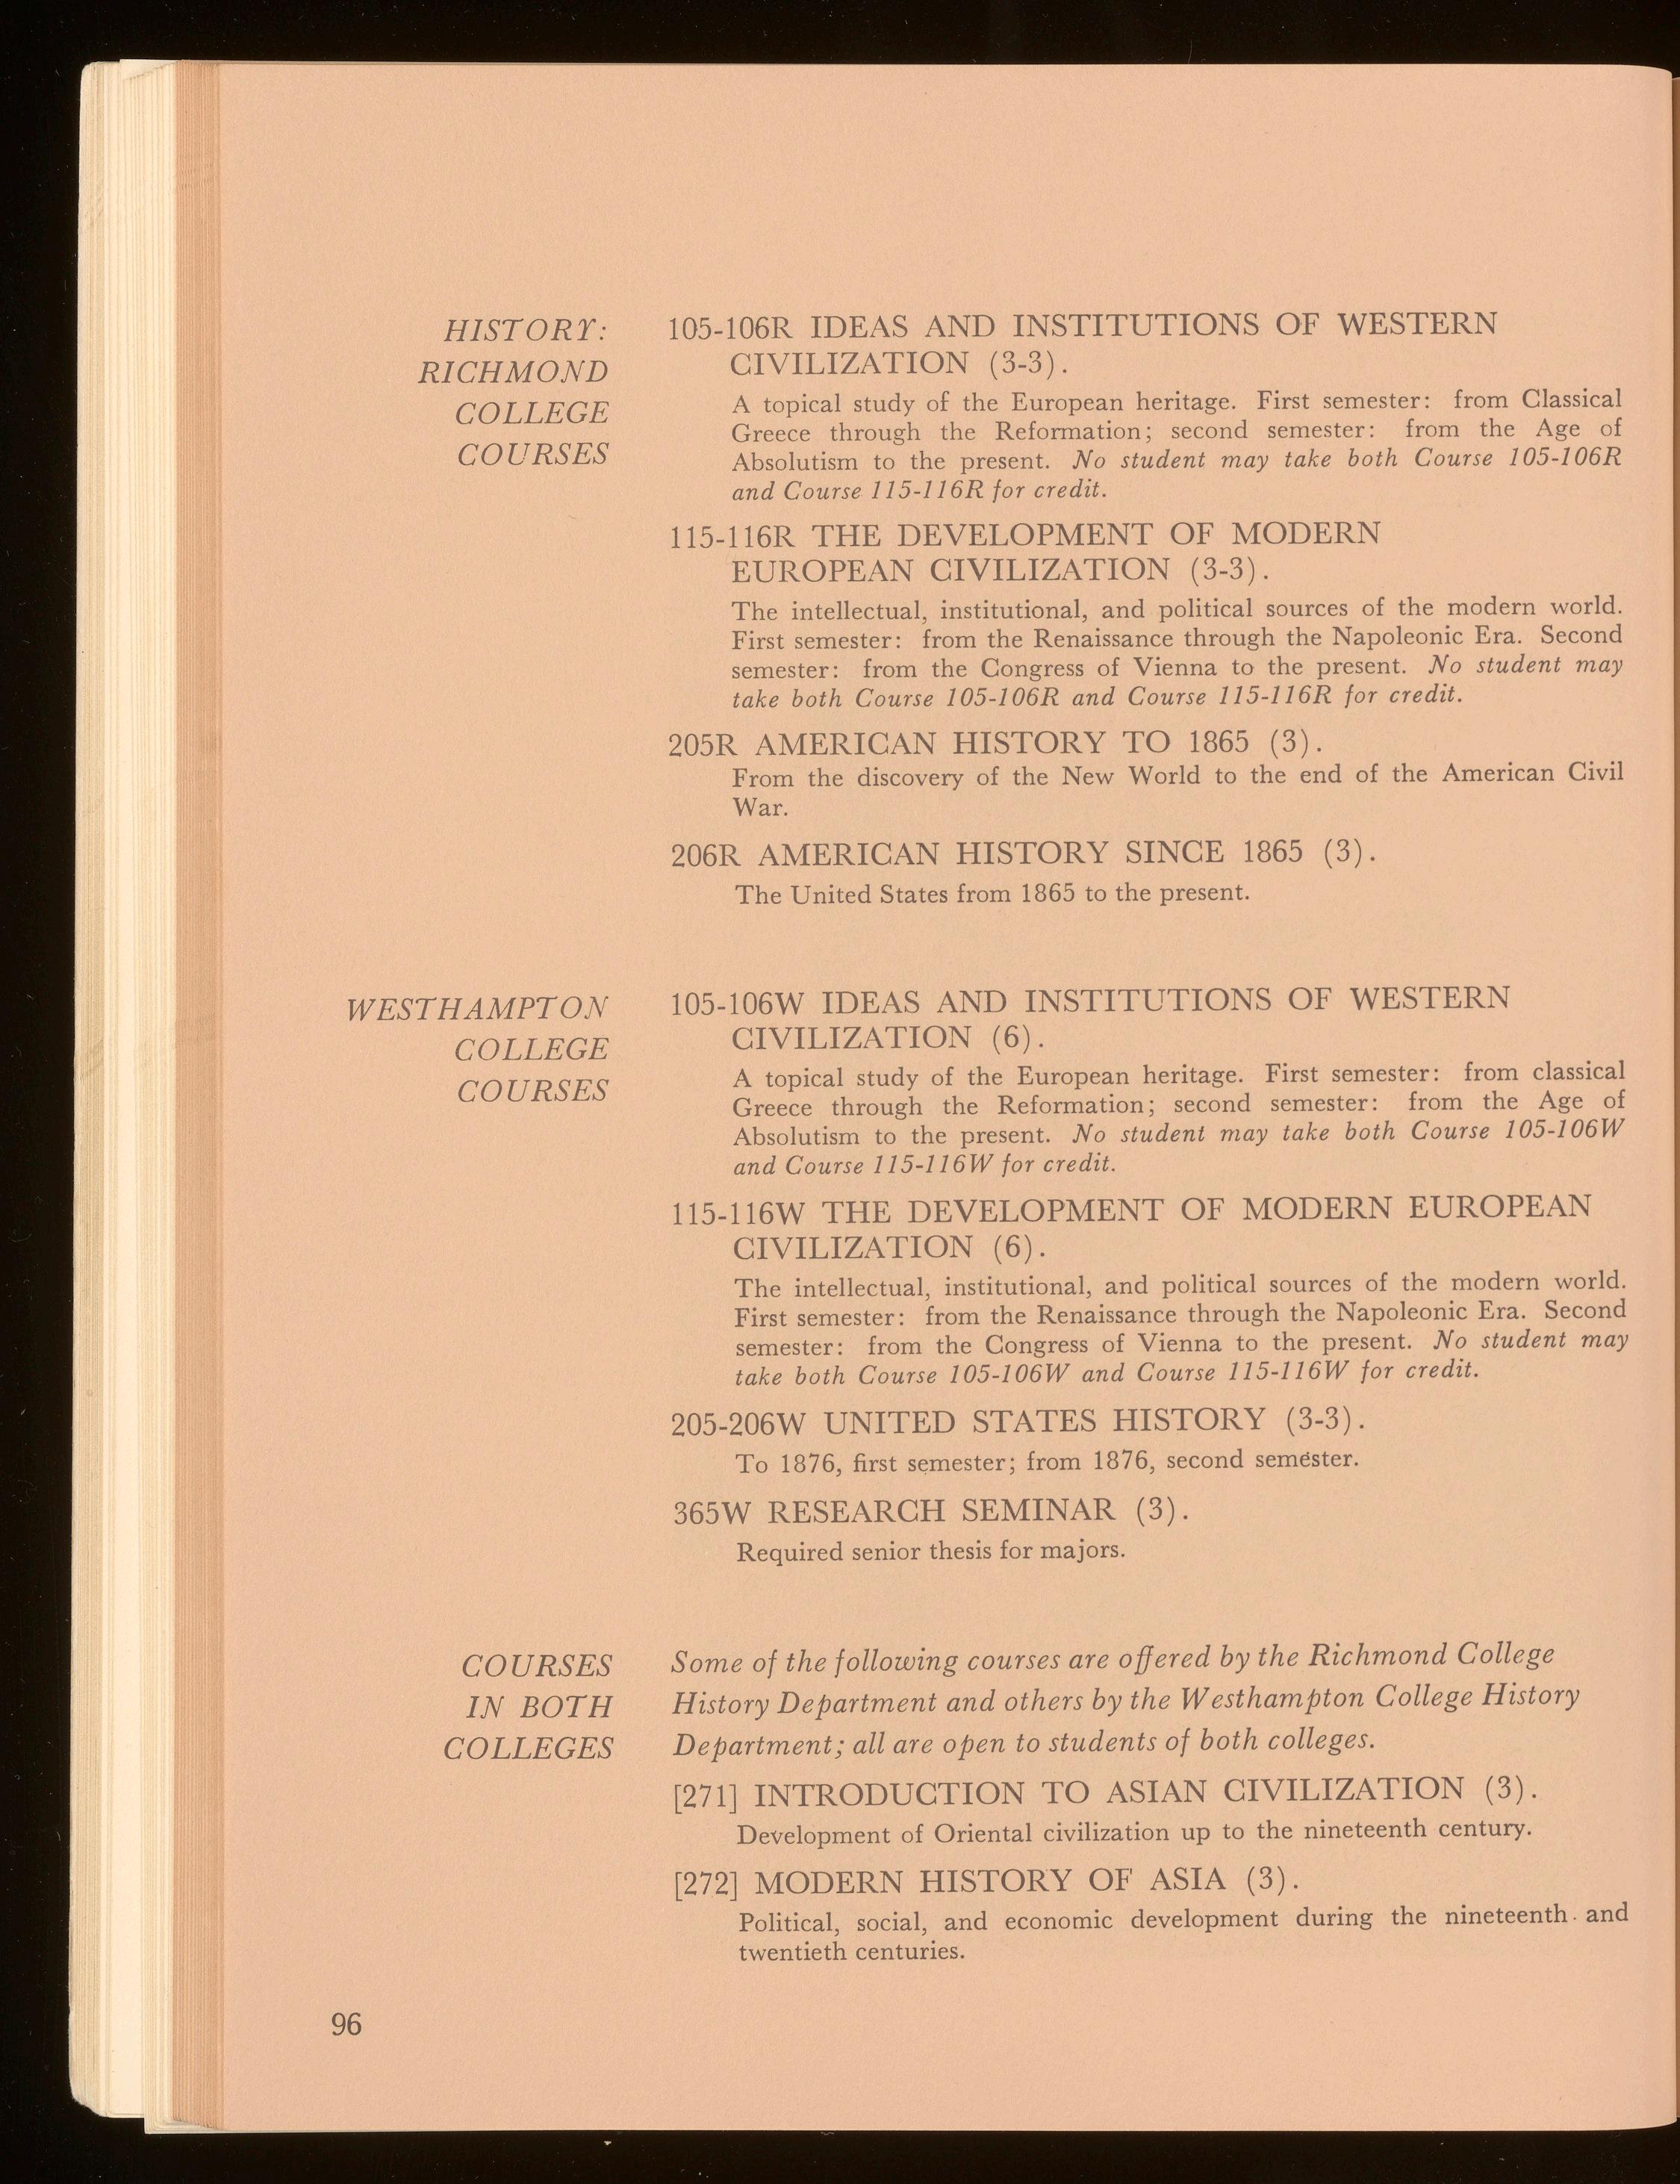 HISTORY:
RICHMOND
COLLEGE
COURSES
105-106R IDEAS AND INSTITUTIONS OF WESTERN
CIVILIZATION (3-3).
A topical study of the European heritage. First semester: from Classical
Greece through the Reformation; second semester: from the Age of
Absolutism to the present. No student may take both Course 105-106R
and Course 115-116R for credit.
115-116R THE DEVELOPMENT OF MODERN
EUROPEAN CIVILIZATION (3-3).
The intellectual, institutional, and political sources of the modern world.
First semester: from the Renaissance through the Napoleonic Era. Second
semester: from the Congress of Vienna to the present. No student may
take both Course 105-106R and Course 115-116R for credit.
205R AMERICAN HISTORY TO 1865 (3).
From the discovery of the New World to the end of the American Civil
War.
206R AMERICAN HISTORY SINCE 1865 (3).
The United States from 1865 to the present.
WESTHAMPTON
COLLEGE
COURSES
105-106W IDEAS AND INSTITUTIONS OF WESTERN
CIVILIZATION (6).
A topical study of the European heritage. First semester: from classical
Greece through the Reformation; second semester: from the Age of
Absolutism to the present. No student may take both Course 105-106W
and Course 115-116W for credit.
115-116W THE DEVELOPMENT OF MODERN EUROPEAN
CIVILIZATION (6).
The intellectual, institutional, and political sources of the modern world.
First semester: from the Renaissance through the Napoleonic Era. Second
semester: from the Congress of Vienna to the present. No student may
take both Course 105-106W and Course 115-116W for credit.
205-206W UNITED STATES HISTORY (3-3).
To 1876, first semester; from 1876, second semester.
365W RESEARCH SEMINAR (3).
Required senior thesis for majors.
COURSES
IN BOTH
COLLEGES
Some of the following courses are offered by the Richmond College
History Department and others by the Westhampton College History
Department; all are open to students of both colleges.
[271] INTRODUCTION TO ASIAN CIVILIZATION (3).
Development of Oriental civilization up to the nineteenth century.
[272] MODERN HISTORY OF ASIA (3).
Political, social, and economic development during the nineteenth and
twentieth centuries.
96